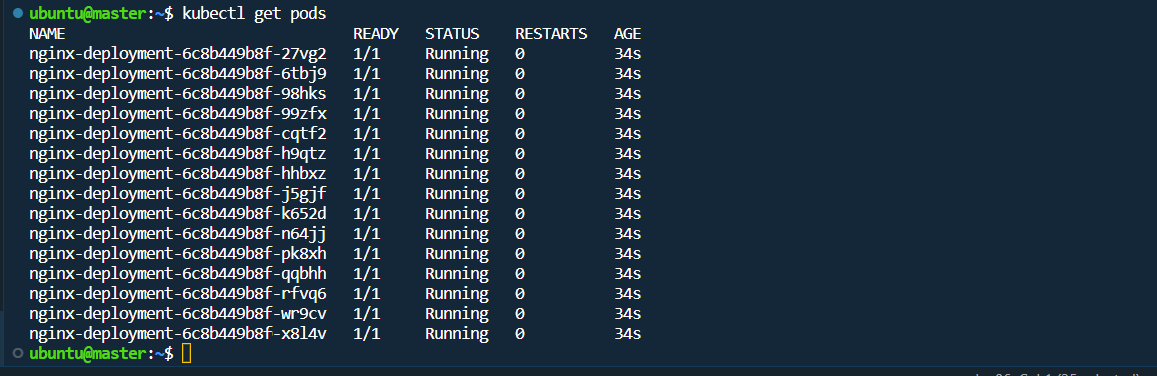 ubuntu@master:~$ kubectl get pods
NAME READY STATUS RESTARTS AGE
nginx-deployment-6c8b449b8f-27vg2 1/1 Running 0 34s
nginx-deployment-6c8b449b8f-6tbj9 1/1 Running 0 34s
nginx-deployment-6c8b449b8f-98hks 1/1 Running 0 34s
nginx-deployment-6c8b449b8f-99zfx 1/1 Running 0 34s
nginx-deployment-6c8b449b8f-cqtf2 1/1 Running 0 34s
nginx-deployment-6c8b449b8f-h9qtz 1/1 Running 0 34s
nginx-deployment-6c8b449b8f-hhbxz 1/1 Running 0 34s
nginx-deployment-6c8b449b8f-j5gjf 1/1 Running 0 34s
nginx-deployment-6c8b449b8f-k652d 1/1 Running 0 34s
nginx-deployment-6c8b449b8f-n64jj 1/1 Running 0 34s
nginx-deployment-6c8b449b8f-pk8xh 1/1 Running 0 34s
nginx-deployment-6c8b449b8f-qqbhh 1/1 Running 0 34s
nginx-deployment-6c8b449b8f-rfvq6 1/1 Running 0 34s
nginx-deployment-6c8b449b8f-wr9cv 1/1 Running 0 34s
nginx-deployment-6c8b449b8f-x8l4v 1/1 Running 0 34s
ubuntu@master:~$